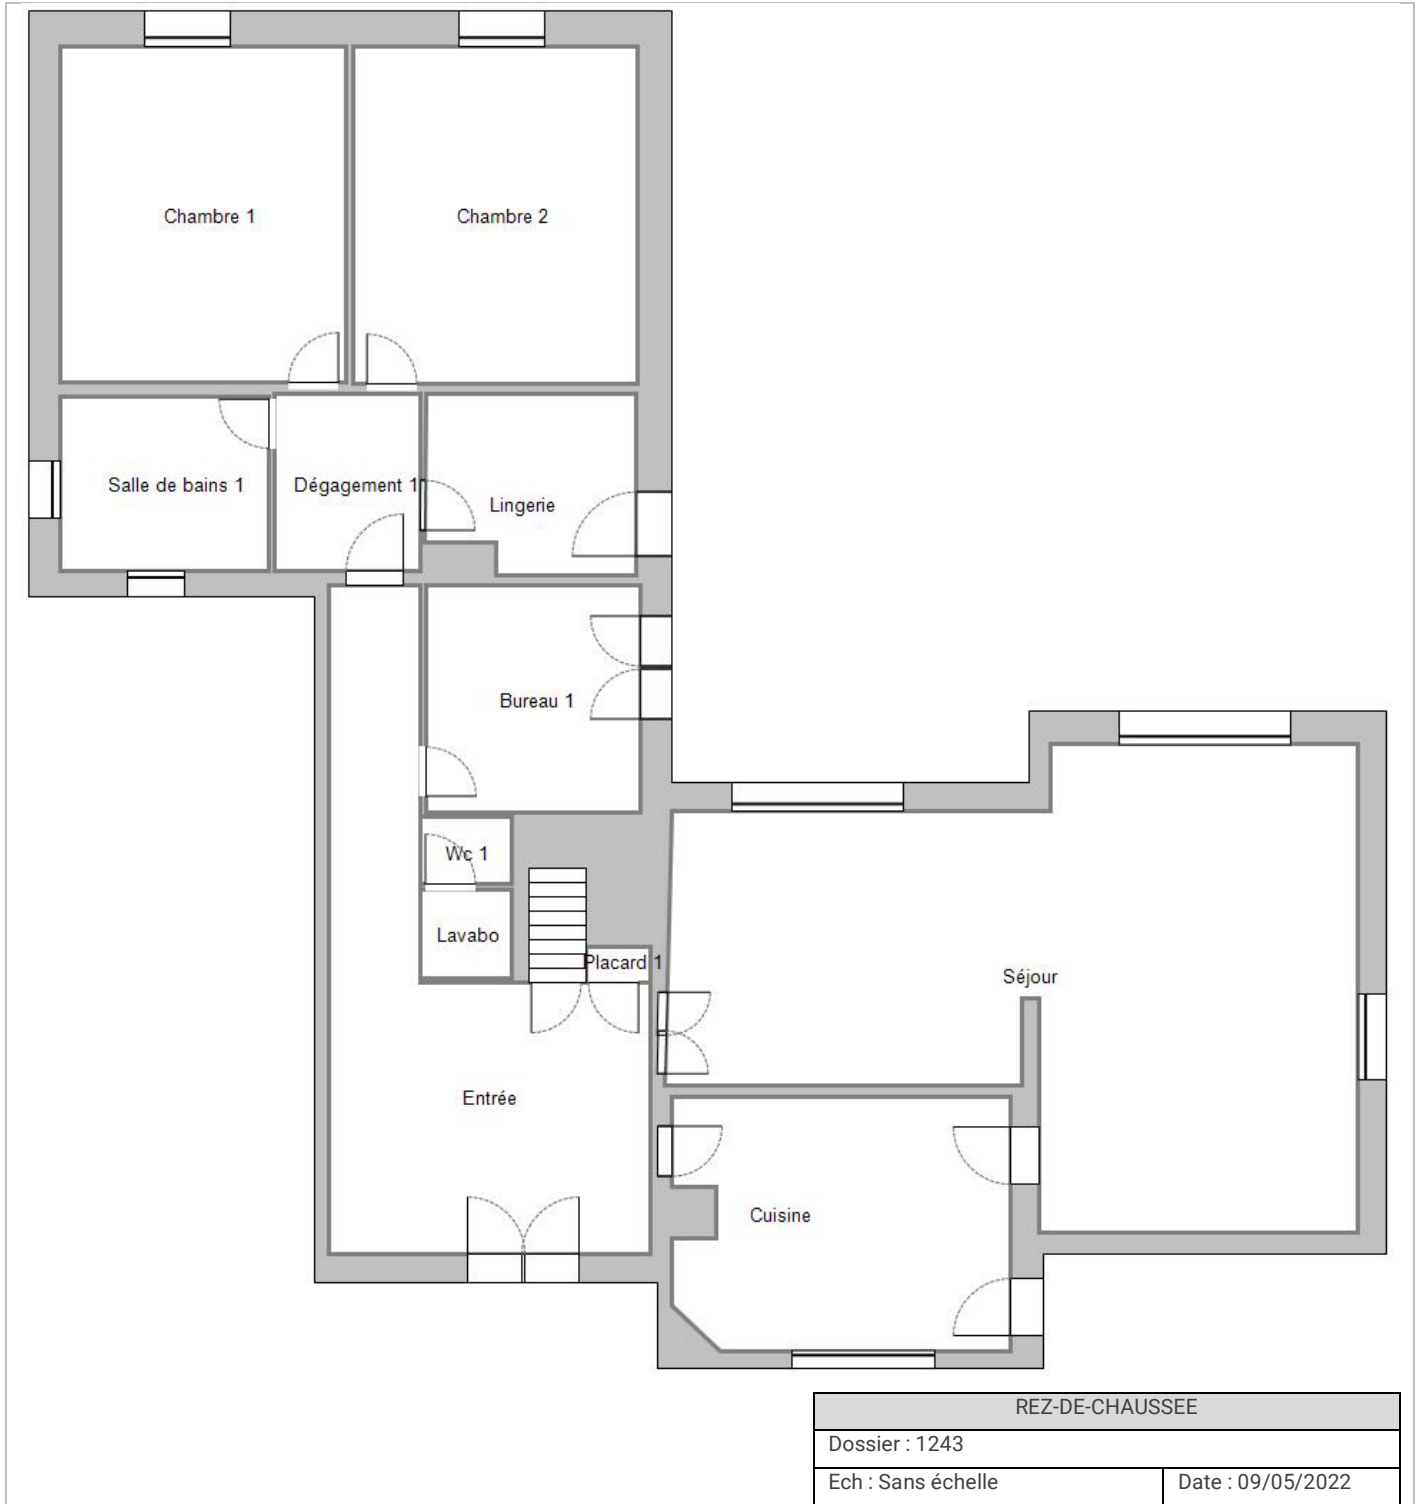 Chambre 1
Chambre 2
Salle de bains 1
Dégagement 1
Lingerie
Bureau 1
Wc 1
Lavabo
Placard 1
Séjour
Entrée
Cuisine
REZ-DE-CHAUSSEE
Dossier : 1243
Ech : Sans échelle
Date : 09/05/2022